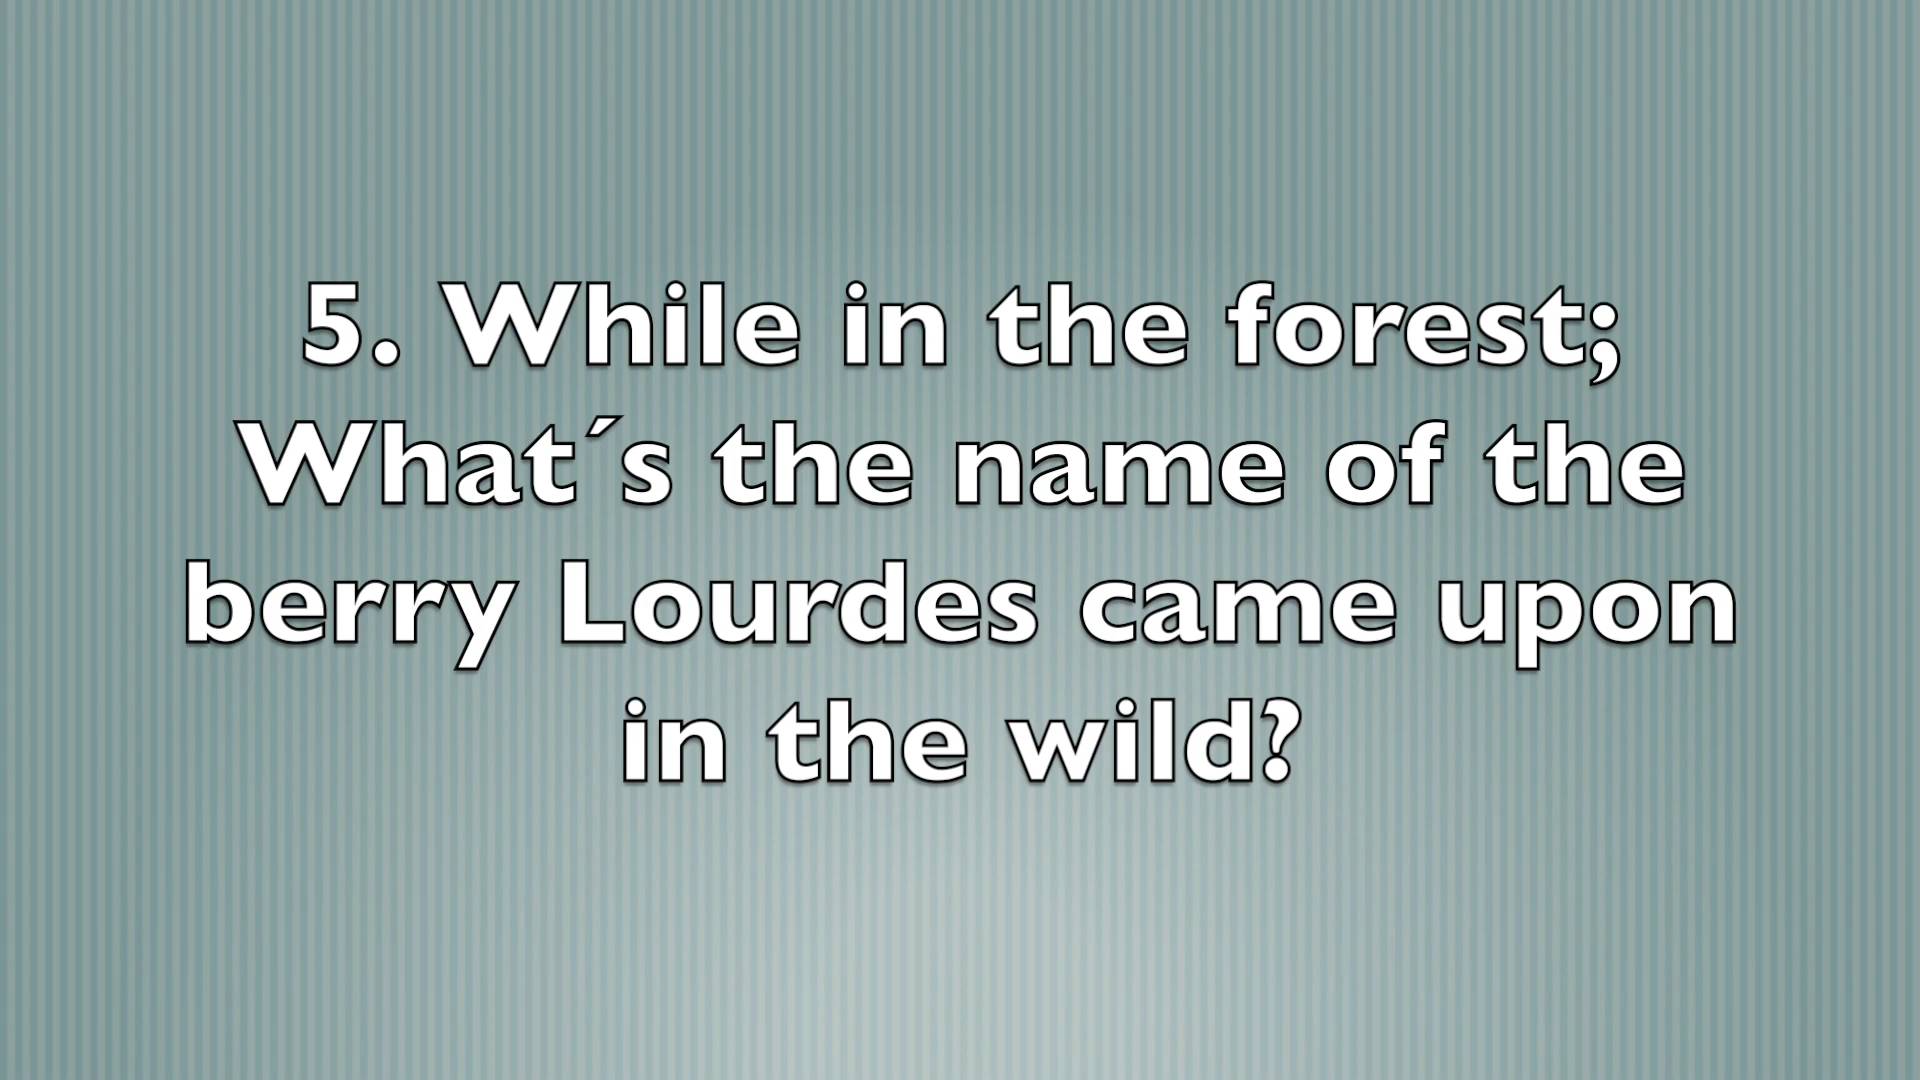 5. While in the forest;
What´s the name of the
berry Lourdes came upon
in the wild?